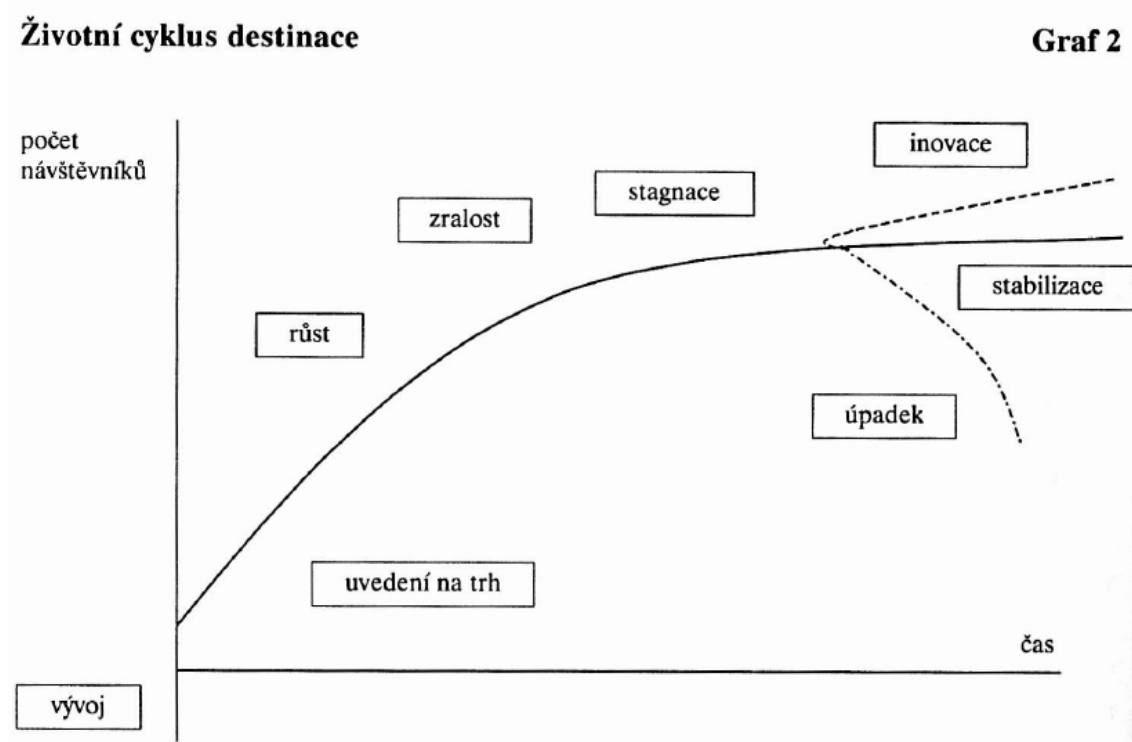 Životní cyklus destinace
Graf 2
počet
návštěvníků
inovace
stagnace
zralost
stabilizace
růst
úpadek
uvedení na trh
čas
vývoj